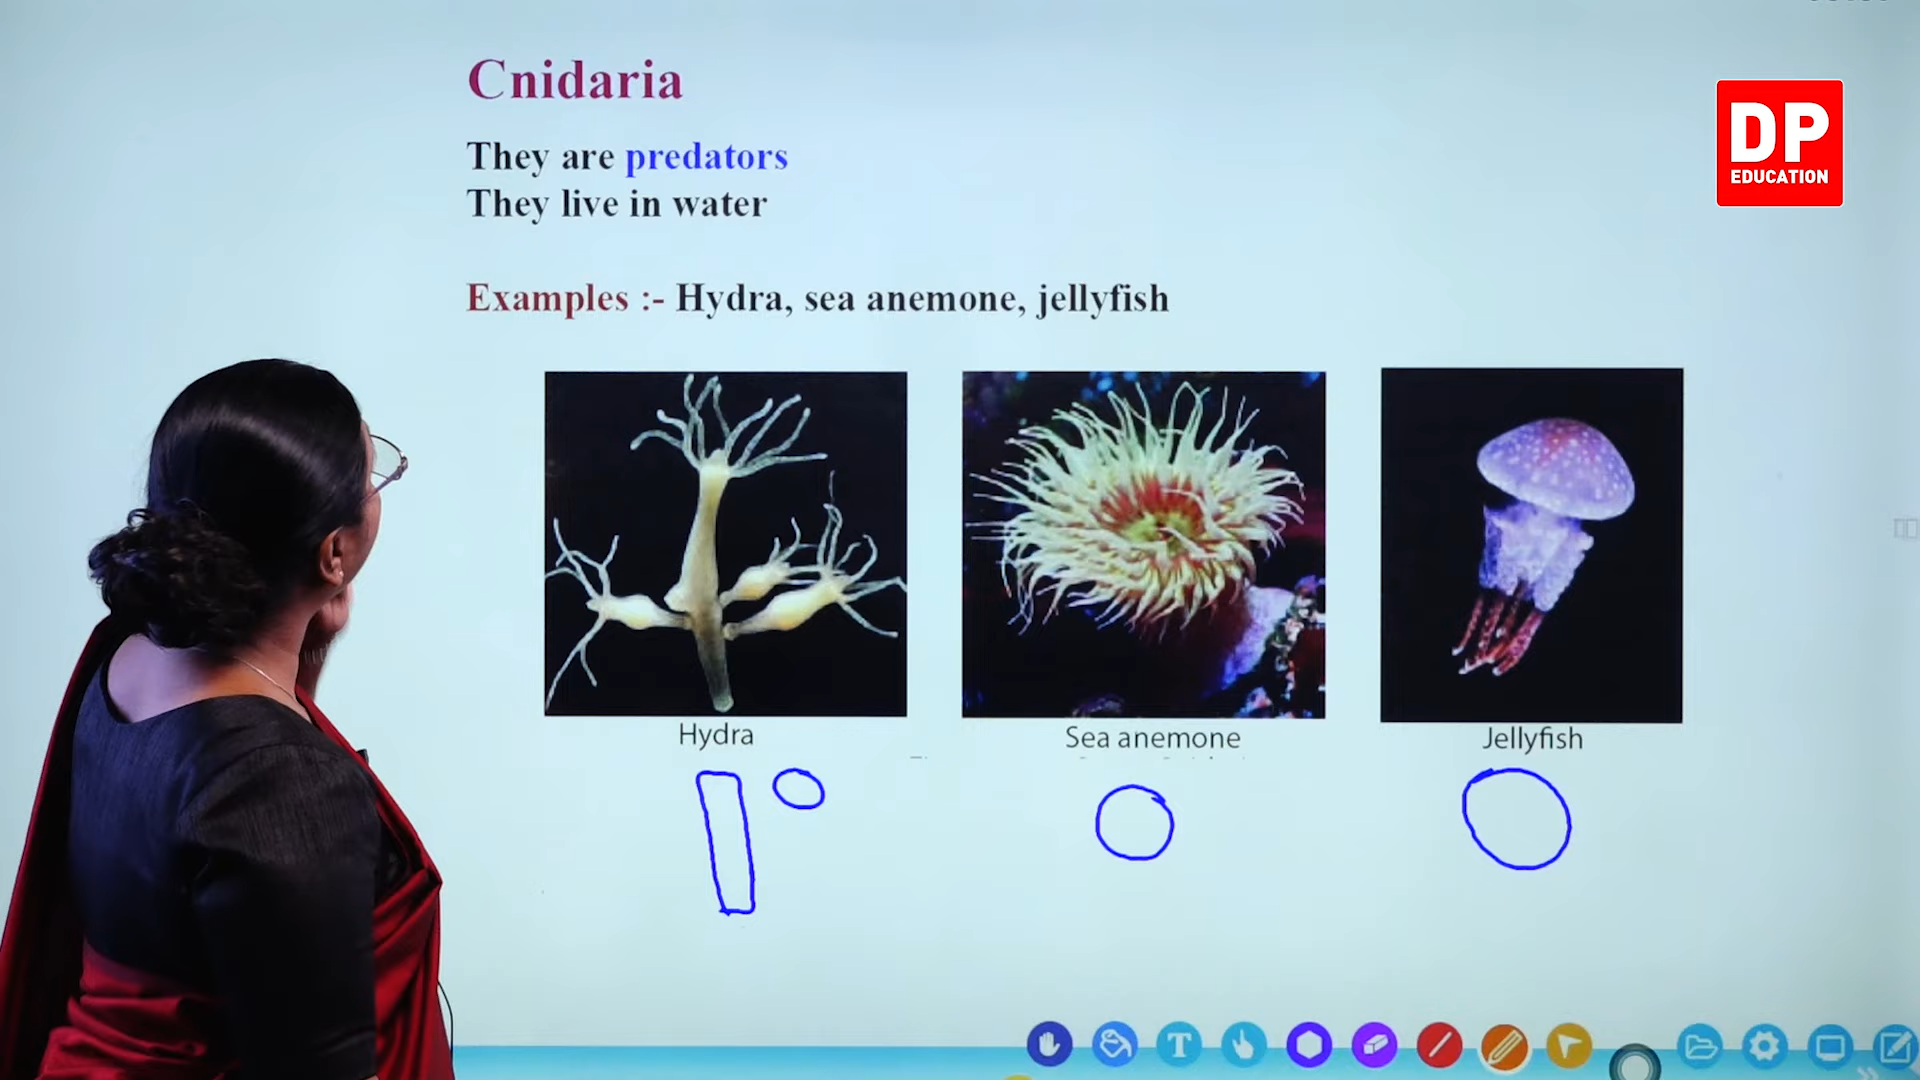 Cnidaria
DP
EDUCATION
They are predators
They live in water
Examples :- Hydra, sea anemone, jellyfish
Hydra
Sea anemone
Jellyfish
T